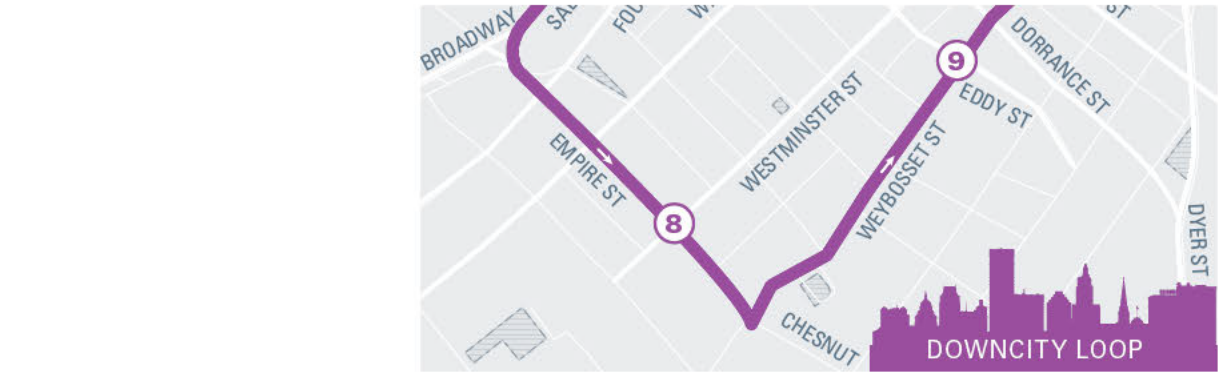 BROADWAY
DORRANCE ST
9
EDDY ST
WESTMINSTER ST
EMPIRE ST
WEYBOSSET ST
8
DYER ST
CHESNUT
DOWNCITY LOOP